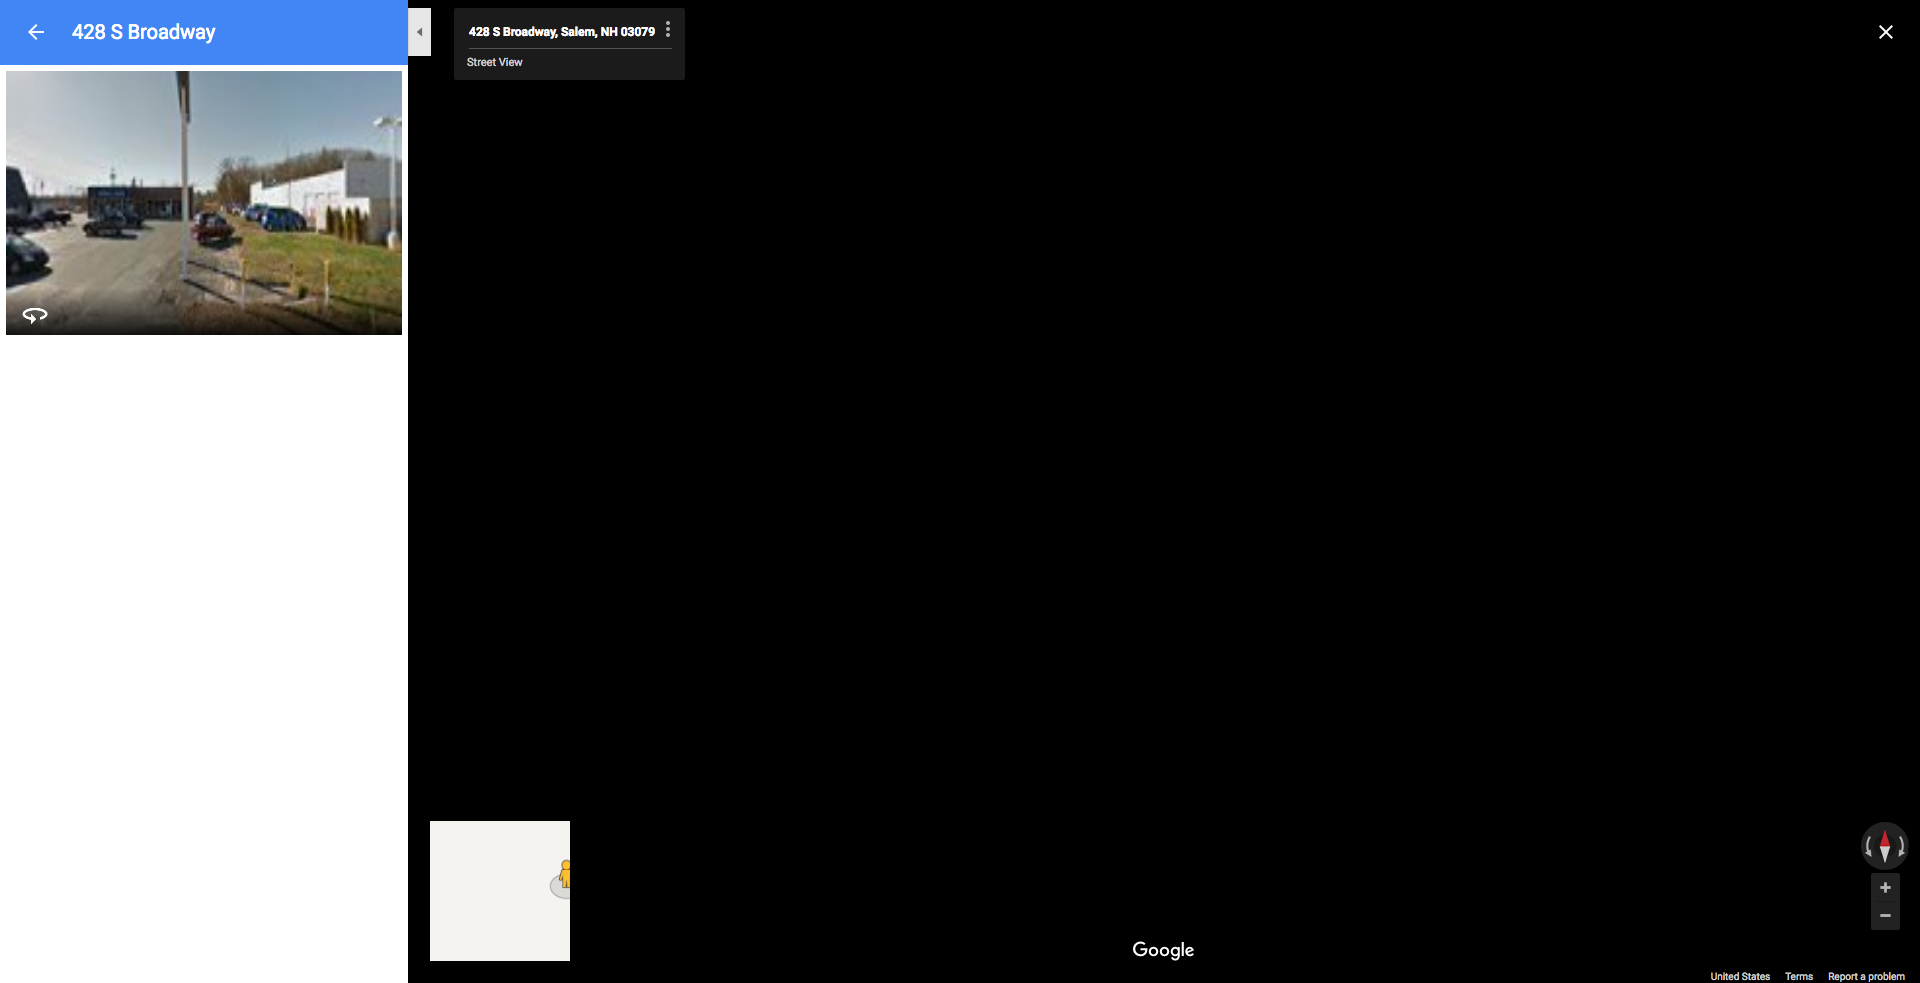 428 S Broadway
428 S Broadway, Salem, NH 03079
Street View
Google
United States Terms Report a problem